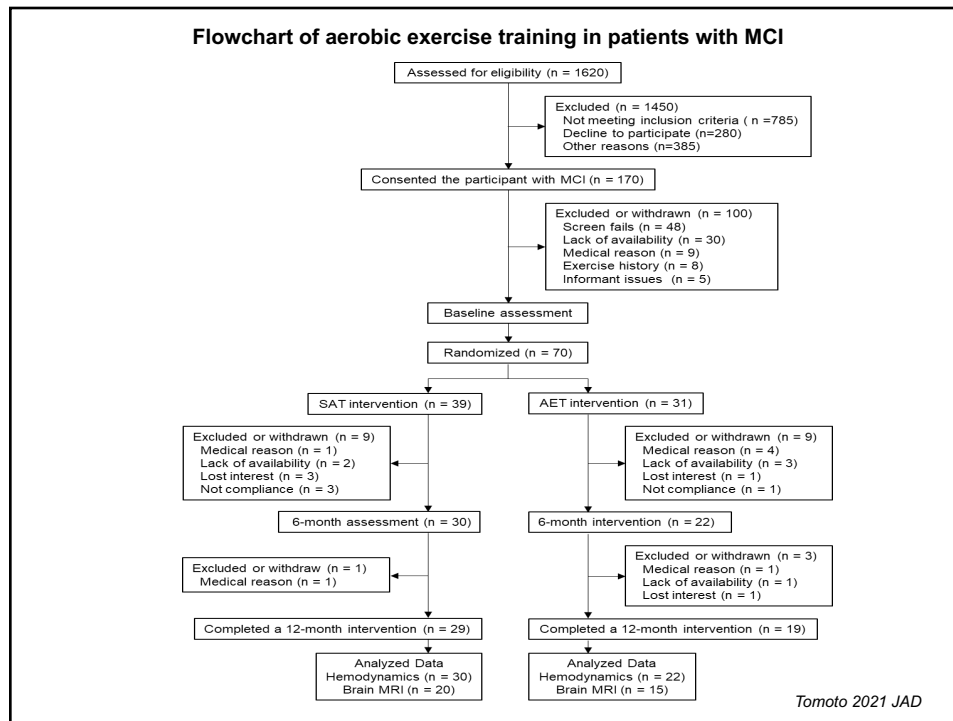 Flowchart of aerobic exercise training in patients with MCI
Assessed for eligibility (n = 1620)
Excluded (n = 1450)
Not meeting inclusion criteria ( n =785)
Decline to participate (n=280)
Other reasons (n=385)
Consented the participant with MCI (n = 170)
Excluded or withdrawn (n = 100)
Screen fails (n = 48)
Lack of availability (n = 30)
Medical reason (n = 9)
Exercise history (n = 8)
Informant issues (n = 5)
Baseline assessment
Randomized (n = 70)
SAT intervention (n = 39)
AET intervention (n = 31)
Excluded or withdrawn (n = 9)
Medical reason (n = 1)
Lack of availability (n = 2)
Lost interest (n = 3)
Not compliance (n = 3)
Excluded or withdrawn (n = 9)
Medical reason (n = 4)
Lack of availability (n = 3)
Lost interest (n = 1)
Not compliance (n = 1)
6-month assessment (n = 30)
6-month intervention (n = 22)
Excluded or withdraw (n = 1)
Medical reason (n = 1)
Excluded or withdrawn (n = 3)
Medical reason (n = 1)
Lack of availability (n = 1)
Lost interest (n = 1)
Completed a 12-month intervention (n = 29)
Completed a 12-month intervention (n = 19)
Analyzed Data
Hemodynamics (n = 30)
Brain MRI (n = 20)
Analyzed Data
Hemodynamics (n = 22)
Brain MRI (n = 15)
Tomoto 2021 JAD